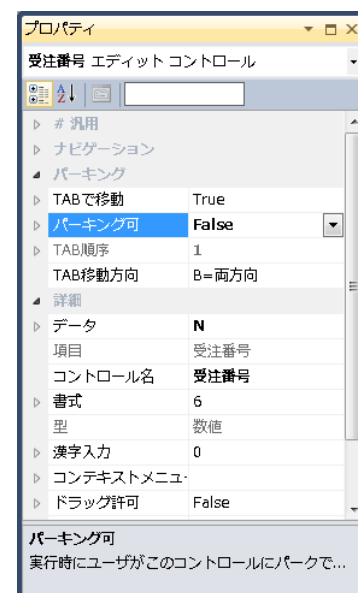 プロパティ
受注番号 エディット コントロール
# 汎用
ナビゲーション
パーキング
TABで移動 True
パーキング可 False
TAB順序 1
TAB移動方向 B=両方向
詳細
データ N
項目 受注番号
コントロール名 受注番号
書式 6
型 数値
漢字入力 0
コンテキストメニュ·
ドラッグ許可 False
パーキング可
実行時にユーザがこのコントロールにパークで...